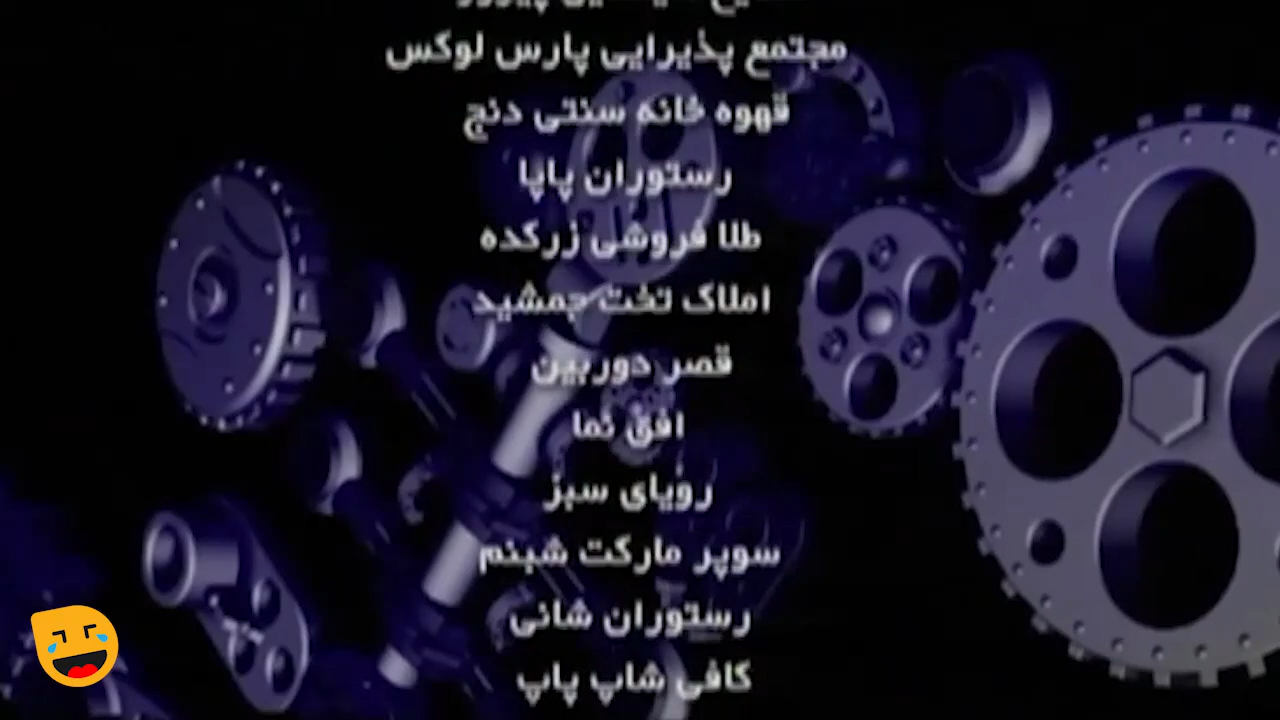 مجتمع پذیرایی پارس لوکس
قهوه خانه سنتی دنج
رستوران پاپا
طلا فروشی زرکده
املاک تخت جمشید
قصر دوربین
افق نما
رؤیای سبز
سوپر مارکت شبنم
رستوران شانی
کافی شاپ پاپ